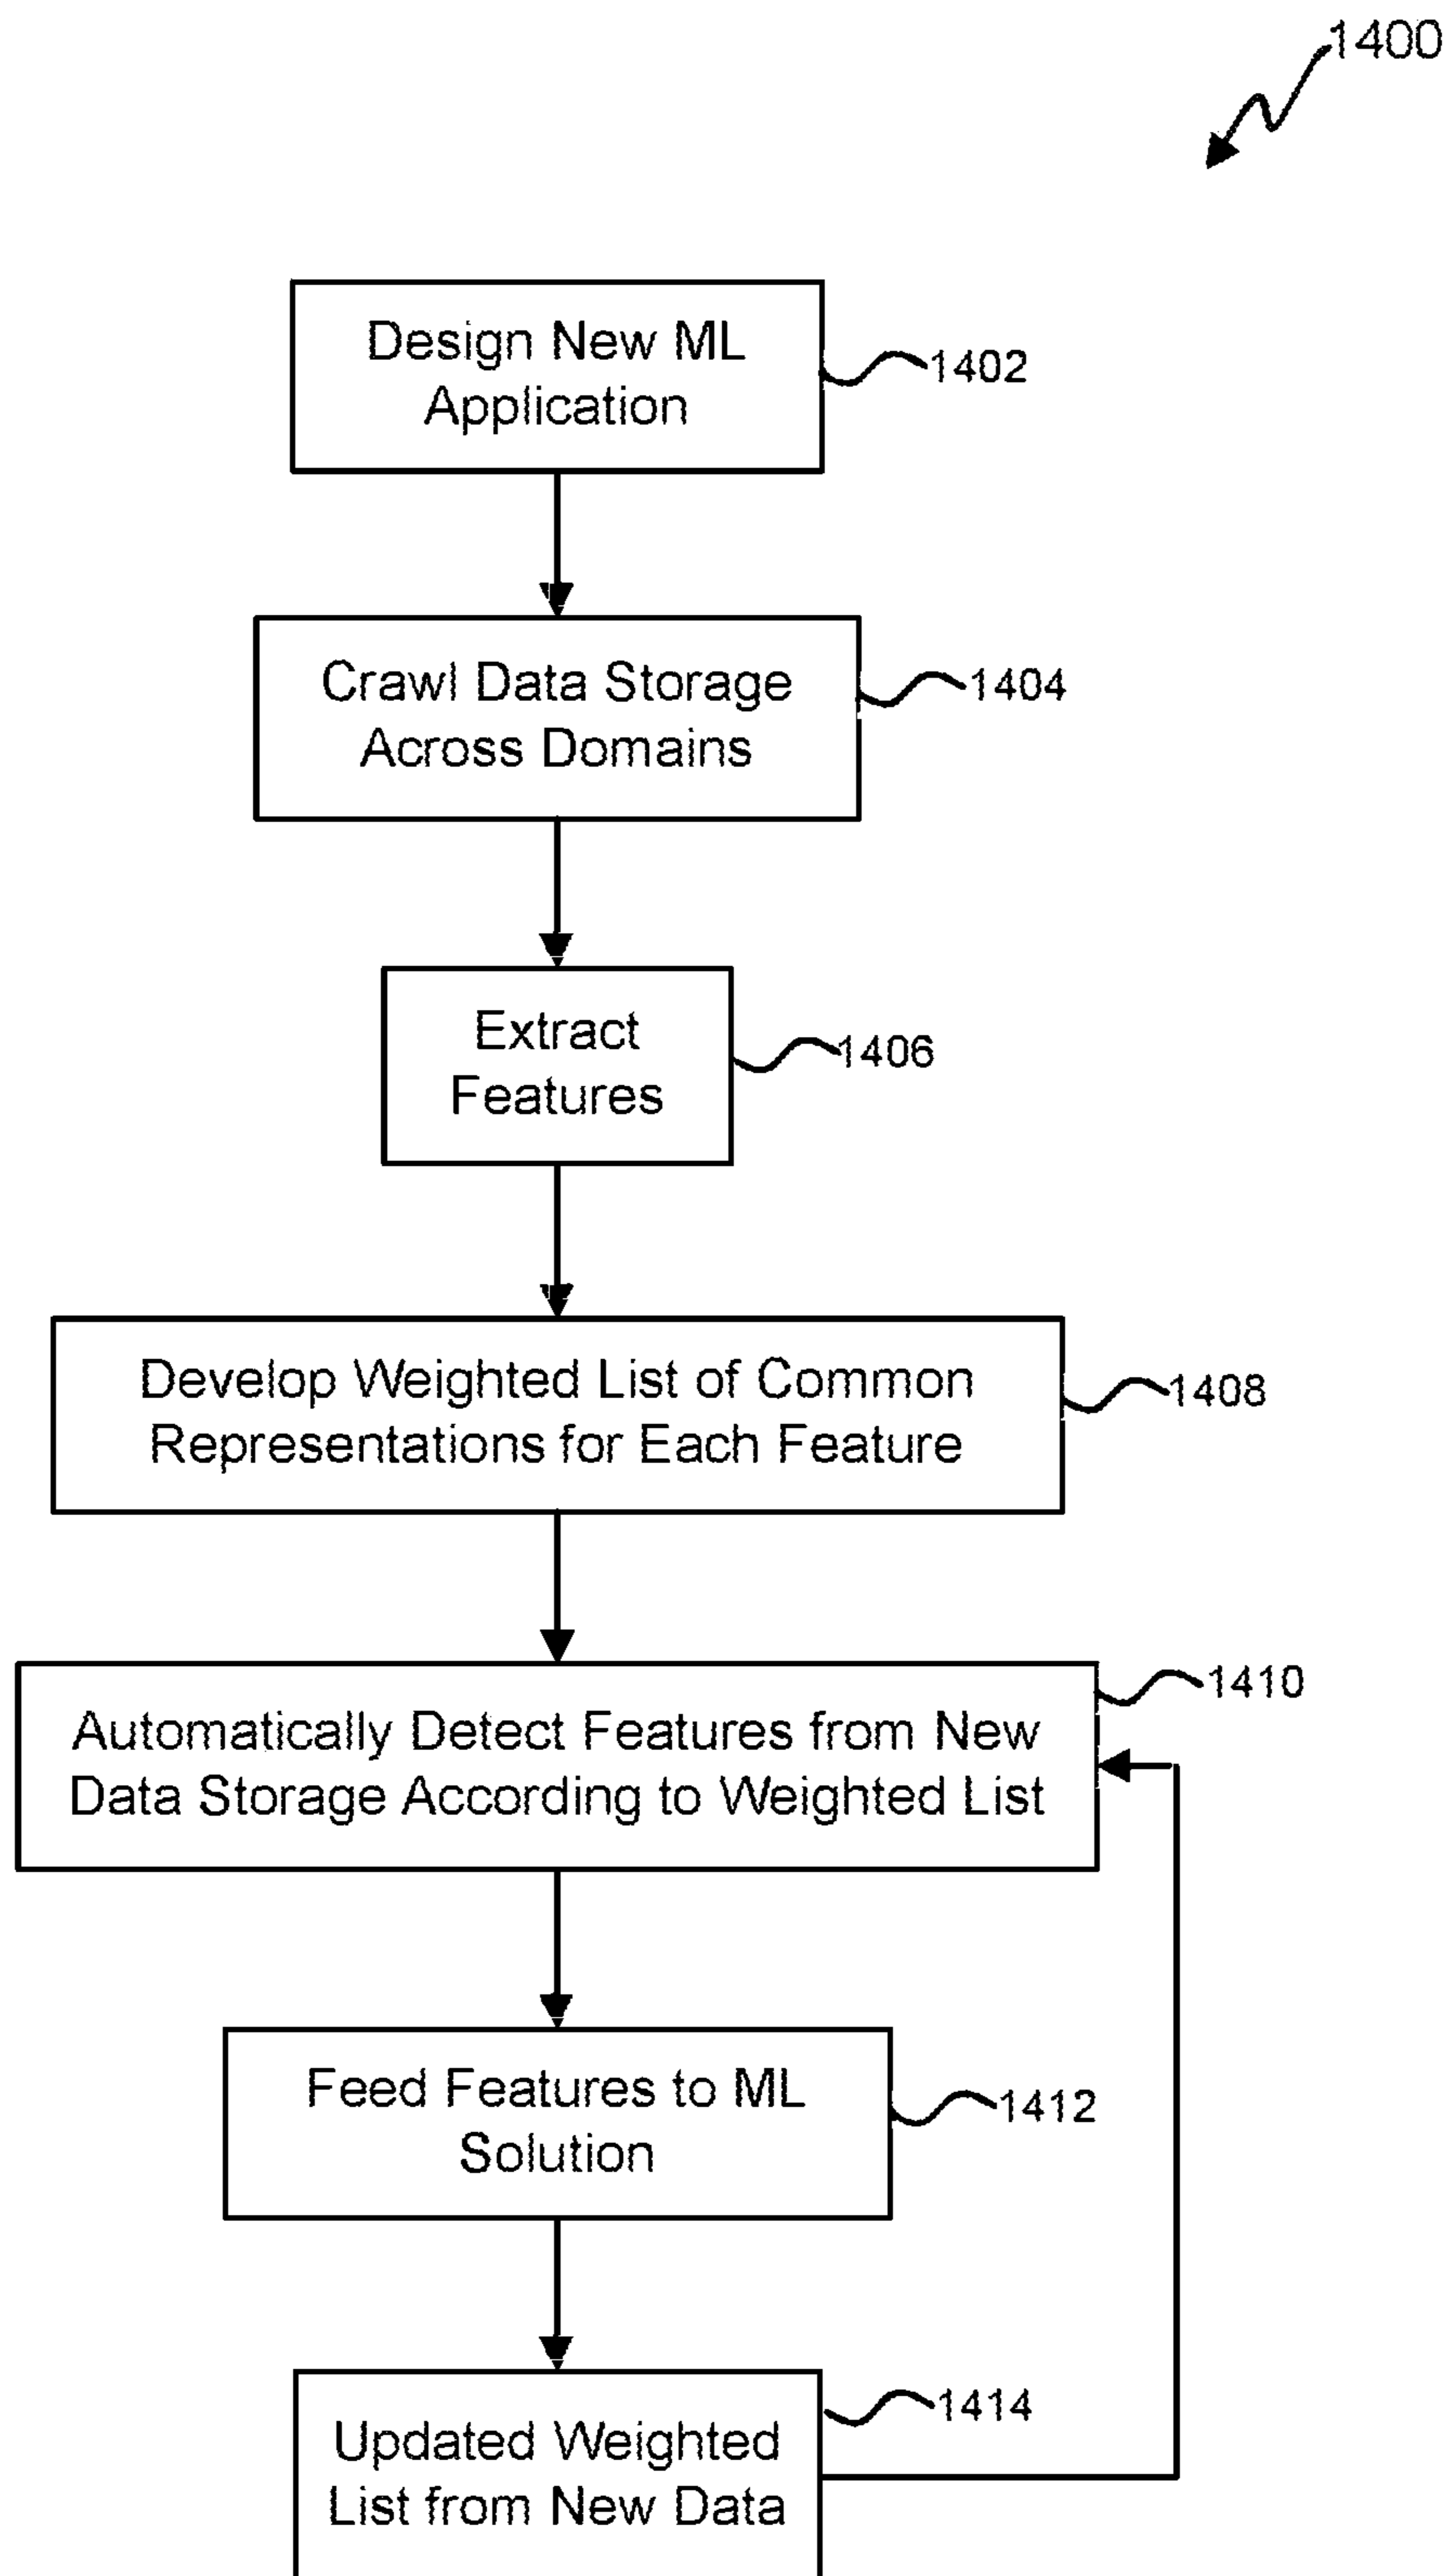 1400
Design New ML
Application
1402
Crawl Data Storage
Across Domains
1404
Extract
Features
1406
Develop Weighted List of Common
Representations for Each Feature
1408
Automatically Detect Features from New
Data Storage According to Weighted List
1410
Feed Features to ML
Solution
1412
Updated Weighted
List from New Data
1414